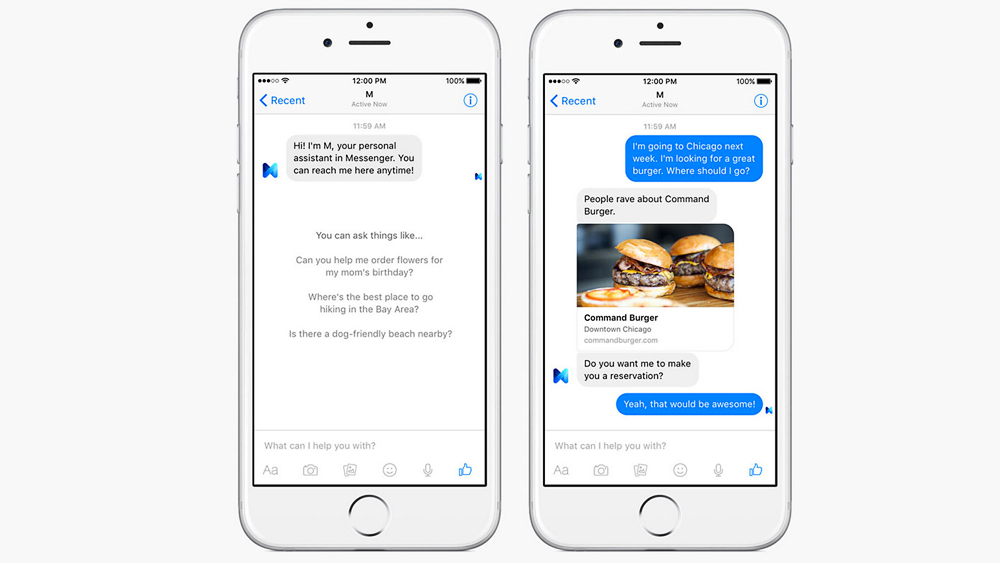 12:00 PM
100%
Recent
M
Active Now
11:59 AM
Hi! I'm M, your personal
assistant in Messenger. You
can reach me here anytime!
You can ask things like...
Can you help me order flowers for
my mom's birthday?
Where's the best place to go
hiking in the Bay Area?
Is there a dog-friendly beach nearby?
What can I help you with?
Aa
12:00 PM
100%
Recent
M
Active Now
11:59 AM
I'm going to Chicago next
week. I'm looking for a great
burger. Where should I go?
People rave about Command
Burger.
Command Burger
Downtown Chicago
commandburger.com
Do you want me to make
you a reservation?
Yeah, that would be awesome!
What can I help you with?
Aa